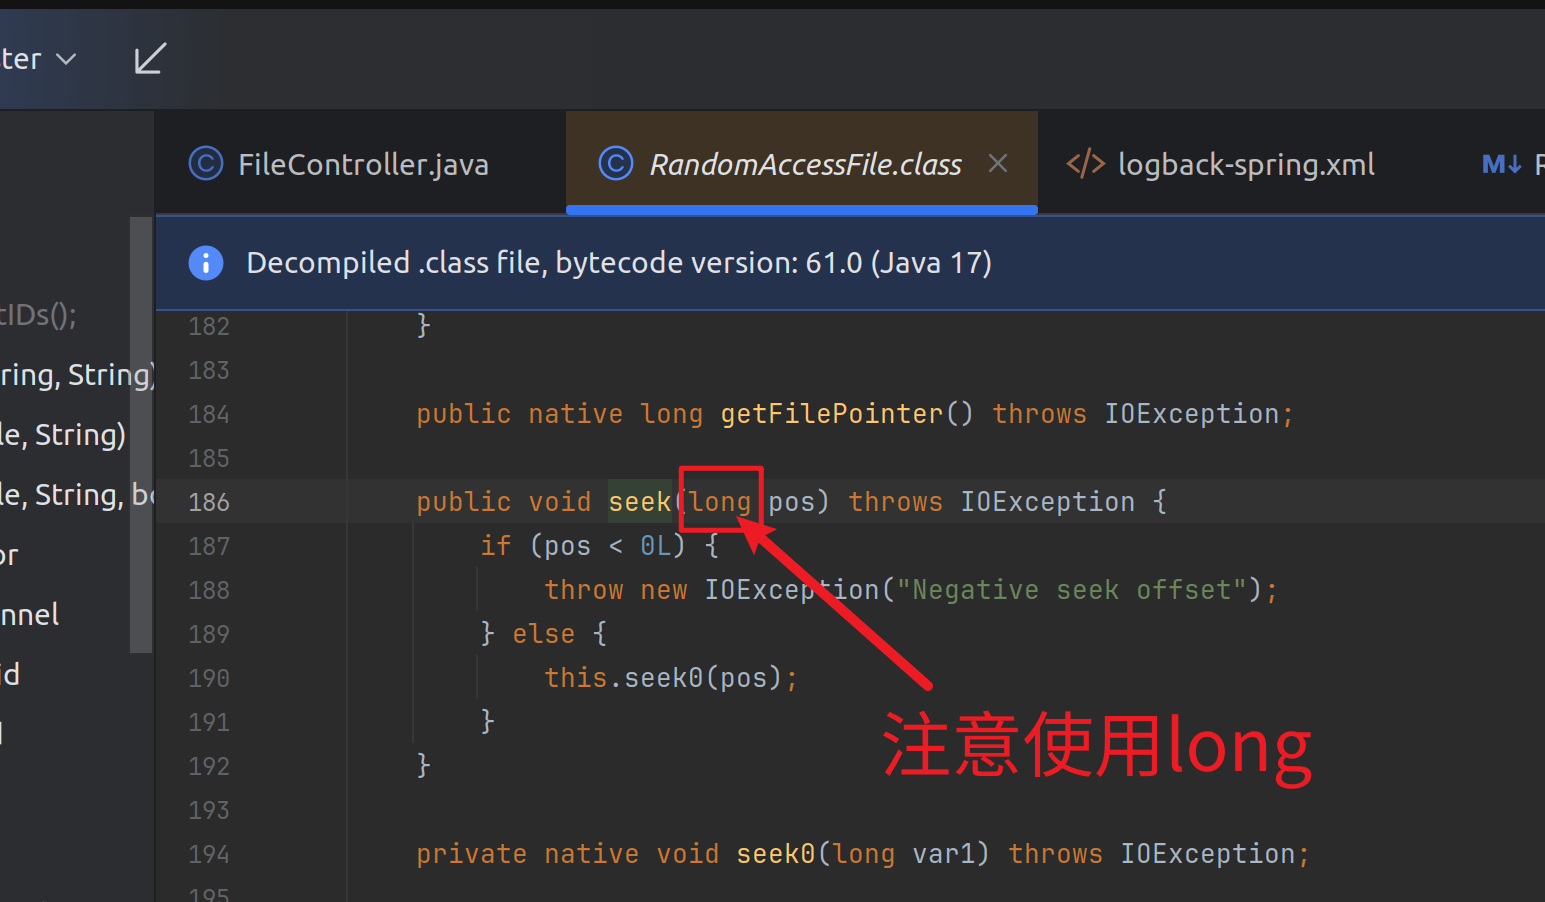 ter
FileController.java
RandomAccessFile.class
logback-spring.xml
M↓
Decompiled .class file, bytecode version: 61.0 (Java 17)
tIDs();
ring, String)
le, String)
le, String, bo
or
nnel
id
182 }
183
184 public native long getFilePointer() throws IOException;
185
186 public void seek(long pos) throws IOException {
187 if (pos < 0L) {
188 throw new IOException("Negative seek offset");
189 } else {
190 this.seek0(pos);
191 }
192 }
193
194 private native void seek0(long var1) throws IOException;
195
注意使用long